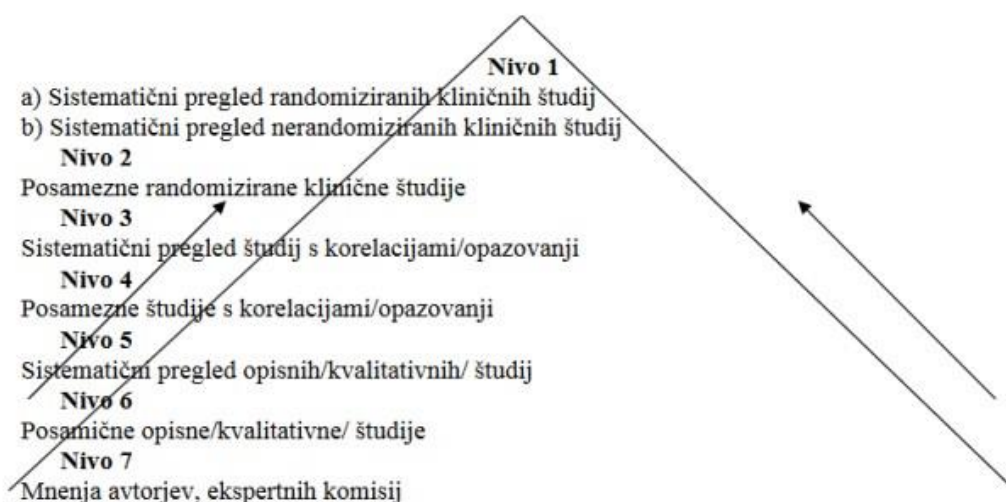 Nivo 1
a) Sistematični pregled randomiziranih kliničnih študij
b) Sistematični pregled nerandomiziranih kliničnih študij
Nivo 2
Posamezne randomizirane klinične študije
Nivo 3
Sistematični pregled študij s korelacijami/opazovanji
Nivo 4
Posamezne študije s korelacijami/opazovanji
Nivo 5
Sistematični pregled opisnih/kvalitativnih/ študij
Nivo 6
Posamične opisne/kvalitativne/ študije
Nivo 7
Mnenja avtorjev, ekspertnih komisij